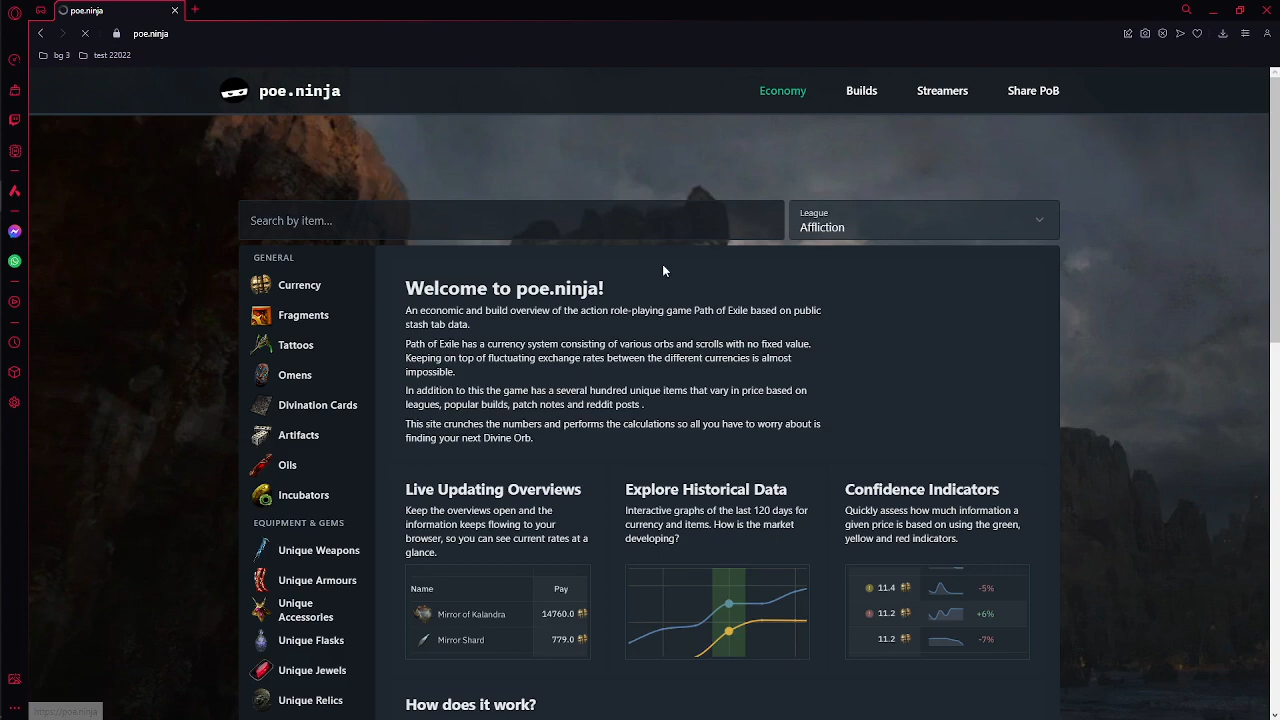 poe.ninja
poe.ninja
bg 3
test 22022
poe.ninja
Economy
Builds
Streamers
Share PoB
Search by item...
League
Affliction
GENERAL
Currency
Fragments
Tattoos
Omens
Divination Cards
Artifacts
Oils
Incubators
EQUIPMENT & GEMS
Unique Weapons
Unique Armours
Unique
Accessories
Unique Flasks
Unique Jewels
Unique Relics
Welcome to poe.ninja!
An economic and build overview of the action role-playing game Path of Exile based on public
stash tab data.
Path of Exile has a currency system consisting of various orbs and scrolls with no fixed value.
Keeping on top of fluctuating exchange rates between the different currencies is almost
impossible.
In addition to this the game has a several hundred unique items that vary in price based on
leagues, popular builds, patch notes and reddit posts .
This site crunches the numbers and performs the calculations so all you have to worry about is
finding your next Divine Orb.
Live Updating Overviews
Keep the overviews open and the
information keeps flowing to your
browser, so you can see current rates at a
glance.
Name Pay
Mirror of Kalandra 14760.0
Mirror Shard 779.0
Explore Historical Data
Interactive graphs of the last 120 days for
currency and items. How is the market
developing?
Confidence Indicators
Quickly assess how much information a
given price is based on using the green,
yellow and red indicators.
11.4 -5%
11.2 +6%
11.2 -7%
How does it work?
https://poe.ninja